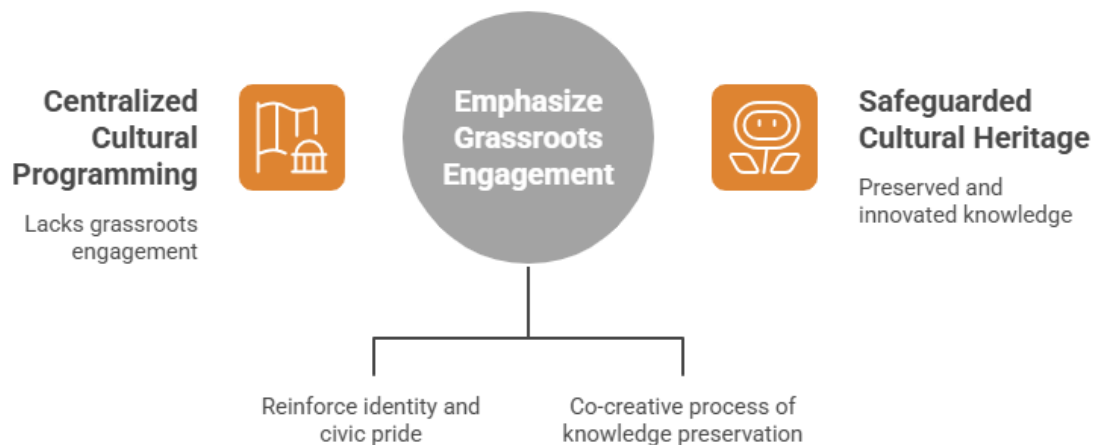 Centralized
Cultural
Programming
Lacks grassroots
engagement
Emphasize
Grassroots
Engagement
Safeguarded
Cultural Heritage
Preserved and
innovated knowledge
Reinforce identity and
civic pride
Co-creative process of
knowledge preservation